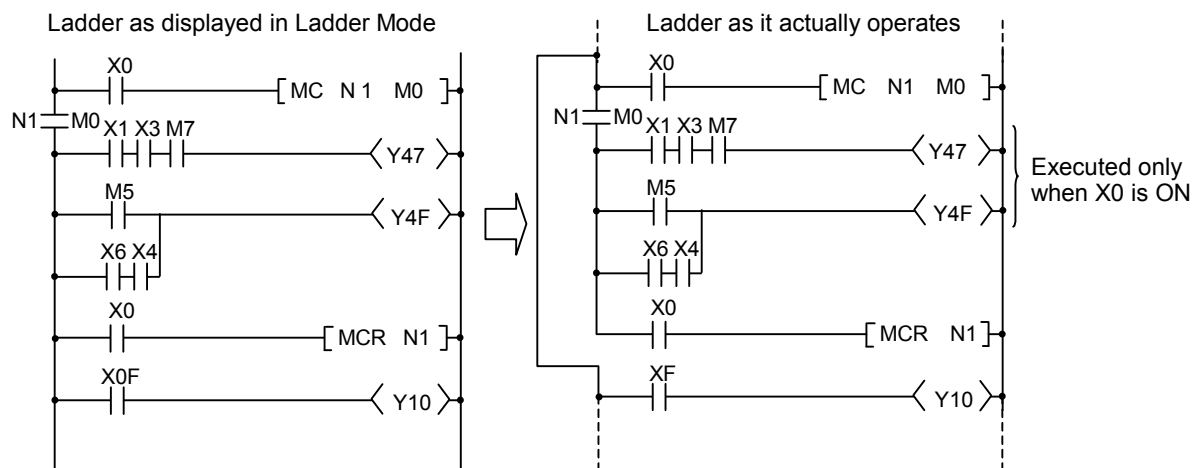 Ladder as displayed in Ladder Mode
X0
MC N 1 M0
N1 M0
X1 X3 M7
Y47
M5
Y4F
X6 X4
X0
MCR N1
X0F
Y10
Ladder as it actually operates
X0
MC N1 M0
N1 M0
X1 X3 M7
Y47
Executed only
when X0 is ON
M5
Y4F
X6 X4
X0
MCR N1
XF
Y10